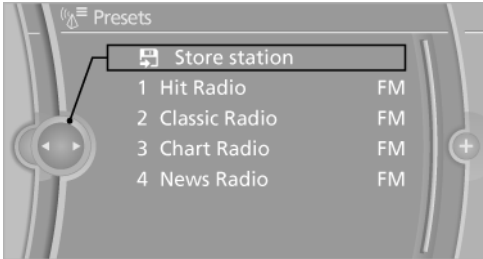 Presets
Store station
1 Hit Radio FM
2 Classic Radio FM
3 Chart Radio FM
4 News Radio FM